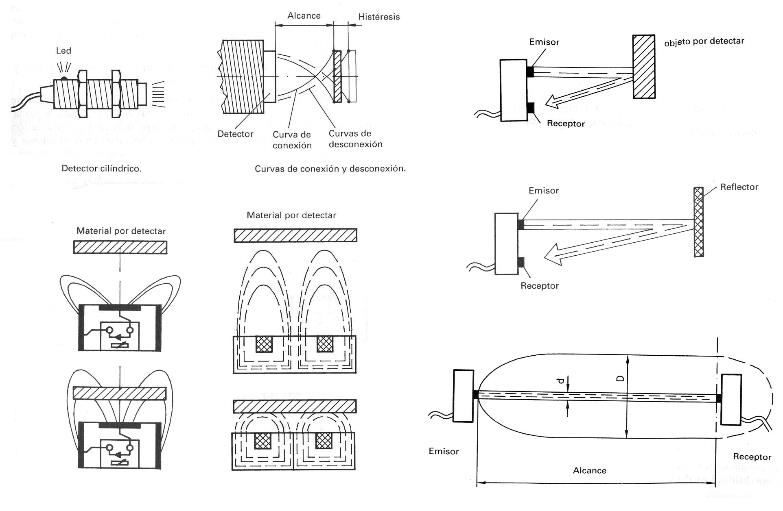 Alcance
Histéresis
Led
Detector
Curva de
conexión
Curvas de
desconexión
Detector cilíndrico.
Curvas de conexión y desconexión.
Emisor
objeto por detectar
Receptor
Emisor
Reflector
Receptor
Material por detectar
Material por detectar
d
D
Emisor
Receptor
Alcance